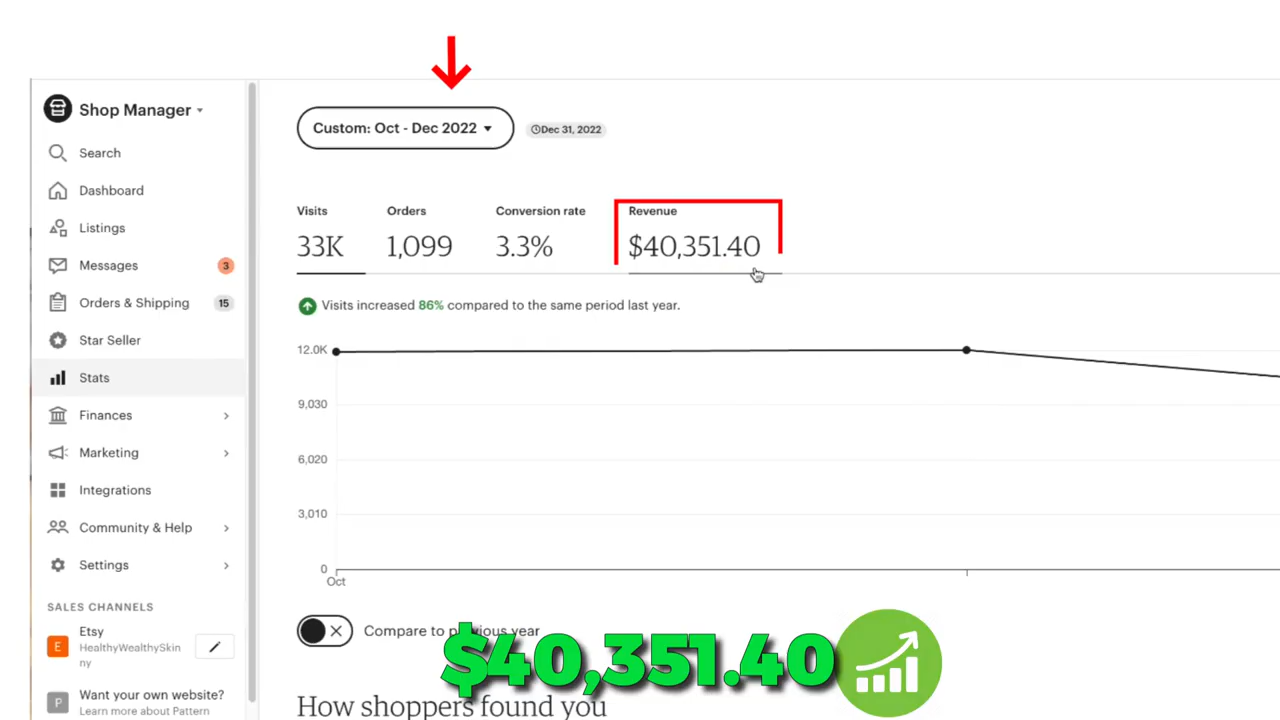 Shop Manager
Search
Dashboard
Listings
Messages 3
Orders & Shipping 15
Star Seller
Stats
Finances
Marketing
Integrations
Community & Help
Settings
SALES CHANNELS
E
Etsy
HealthyWealthySkin
ny
P
Want your own website?
Learn more about Pattern
Custom: Oct - Dec 2022
Dec 31, 2022
Visits Orders Conversion rate Revenue
33K 1,099 3.3% $40,351.40
Visits increased 86% compared to the same period last year.
12.0K
9,030
6,020
3,010
0
Oct
Compare to previous year
$40,351.40
How shoppers found you